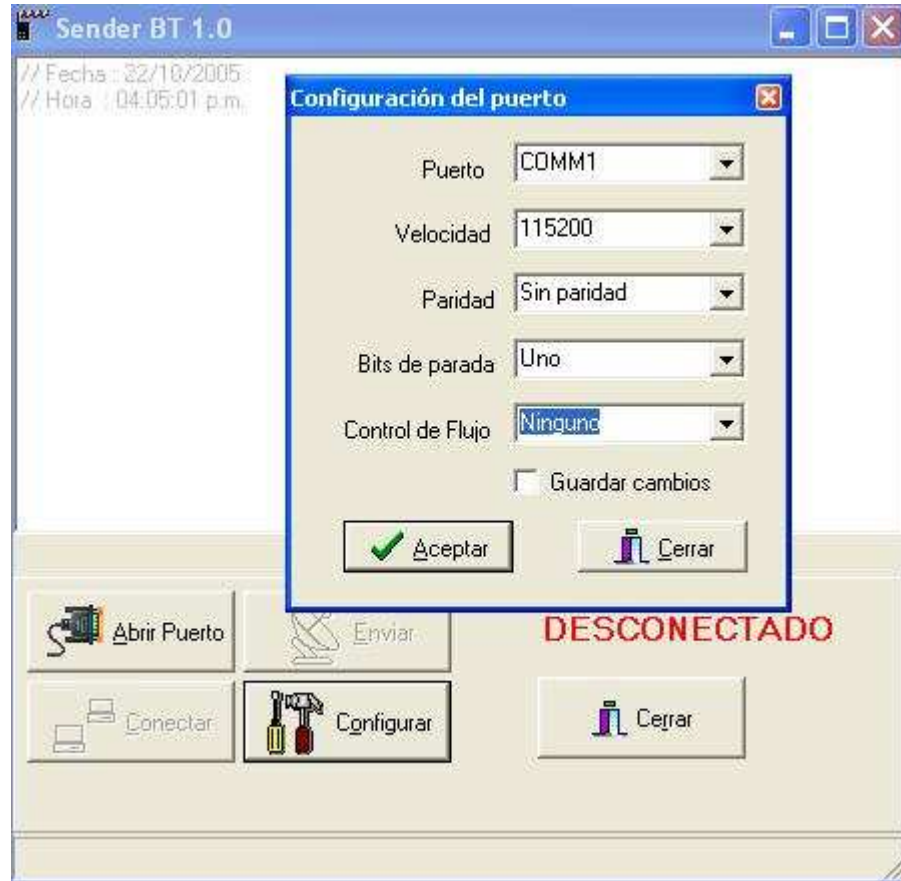 Sender BT 1.0
// Fecha : 22/10/2005
// Hora : 04:05:01 p.m.
Configuración del puerto
Puerto COMM1
Velocidad 115200
Paridad Sin paridad
Bits de parada Uno
Control de Flujo Ninguno
Guardar cambios
Aceptar Cerrar
Abrir Puerto Enviar DESCONECTADO
Conectar Configurar Cerrar